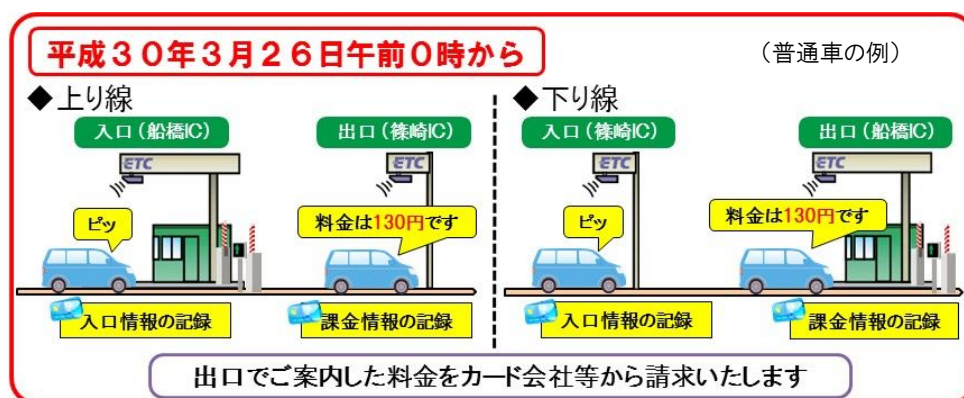 平成30年3月26日午前0時から
(普通車の例)
◆上り線
入口(船橋IC)
出口(篠崎IC)
ETC
ETC
ピッ
料金は130円です
入口情報の記録
課金情報の記録
◆下り線
入口(篠崎IC)
出口(船橋IC)
ETC
ETC
ピッ
料金は130円です
入口情報の記録
課金情報の記録
出口でご案内した料金をカード会社等から請求いたします